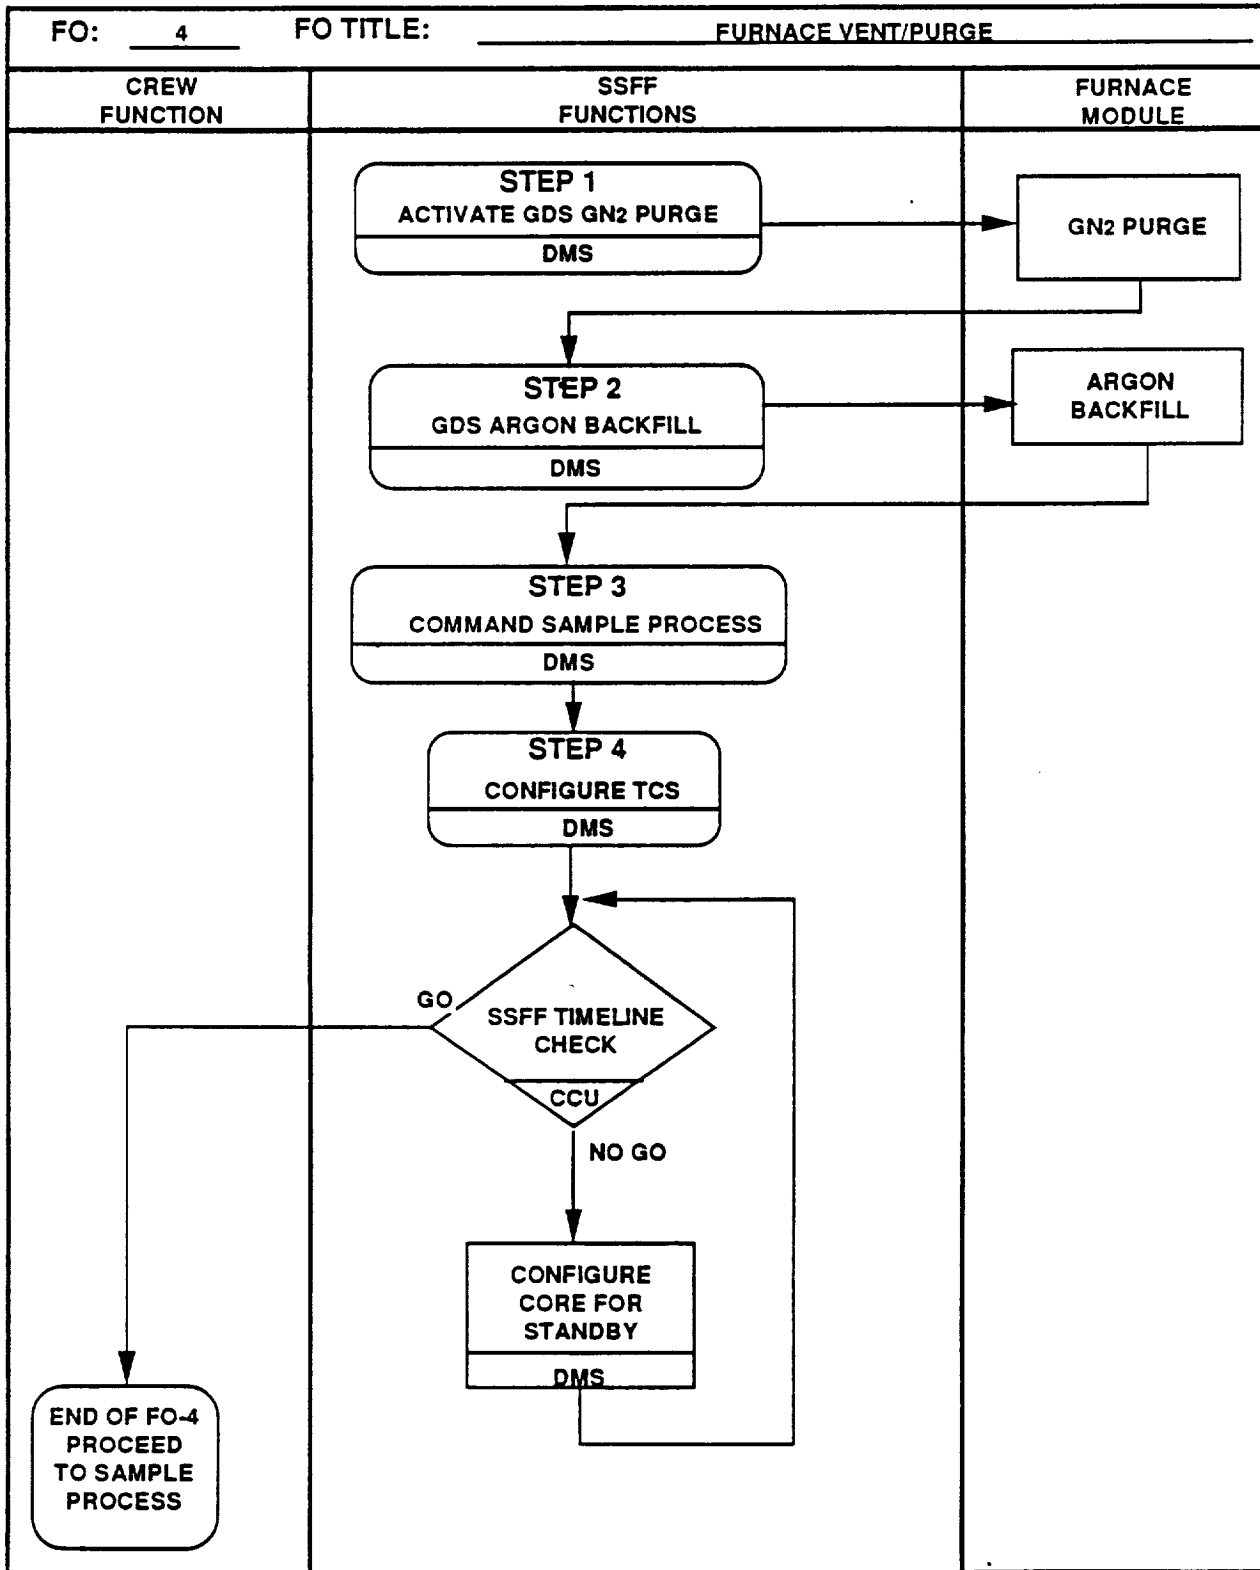 FO: 4 FO TITLE: FURNACE VENT/PURGE
CREW
FUNCTION
SSFF
FUNCTIONS
FURNACE
MODULE
STEP 1
ACTIVATE GDS GN2 PURGE
DMS
GN2 PURGE
STEP 2
GDS ARGON BACKFILL
DMS
ARGON
BACKFILL
STEP 3
COMMAND SAMPLE PROCESS
DMS
STEP 4
CONFIGURE TCS
DMS
GO
SSFF TIMELINE
CHECK
CCU
NO GO
CONFIGURE
CORE FOR
STANDBY
DMS
END OF FO-4
PROCEED
TO SAMPLE
PROCESS